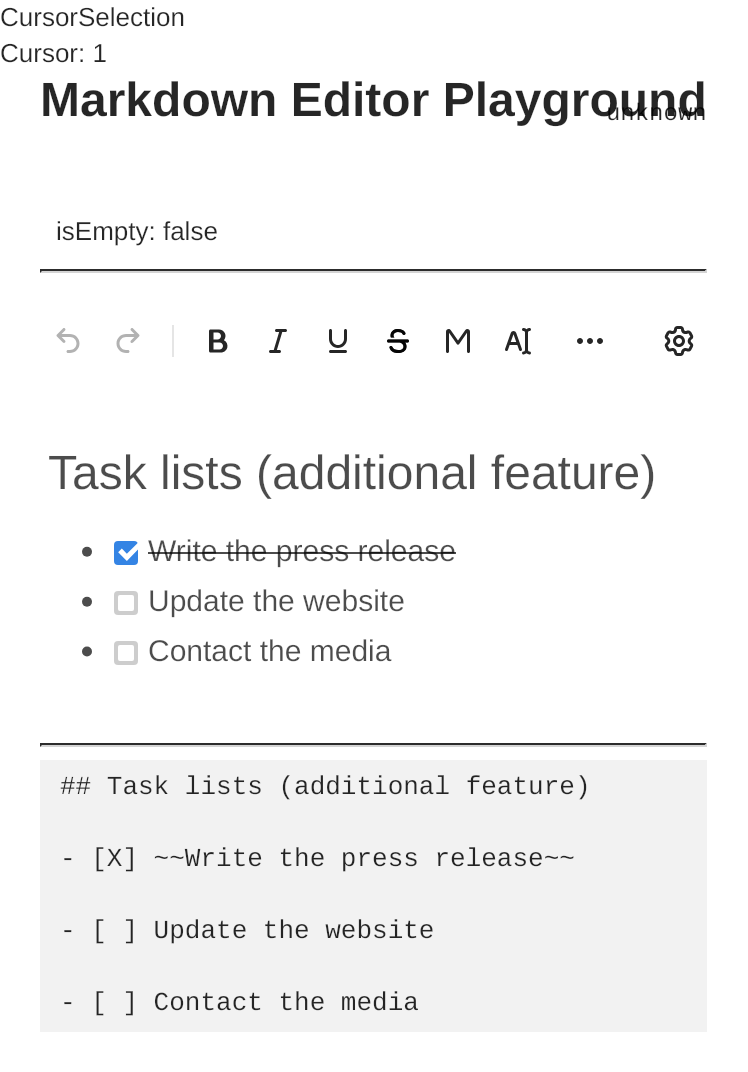 CursorSelection
Cursor: 1
Markdown Editor Playground
unknown
isEmpty: false
Task lists (additional feature)
Write the press release
Update the website
Contact the media
## Task lists (additional feature)
- [X] ~~Write the press release~~
- [ ] Update the website
- [ ] Contact the media